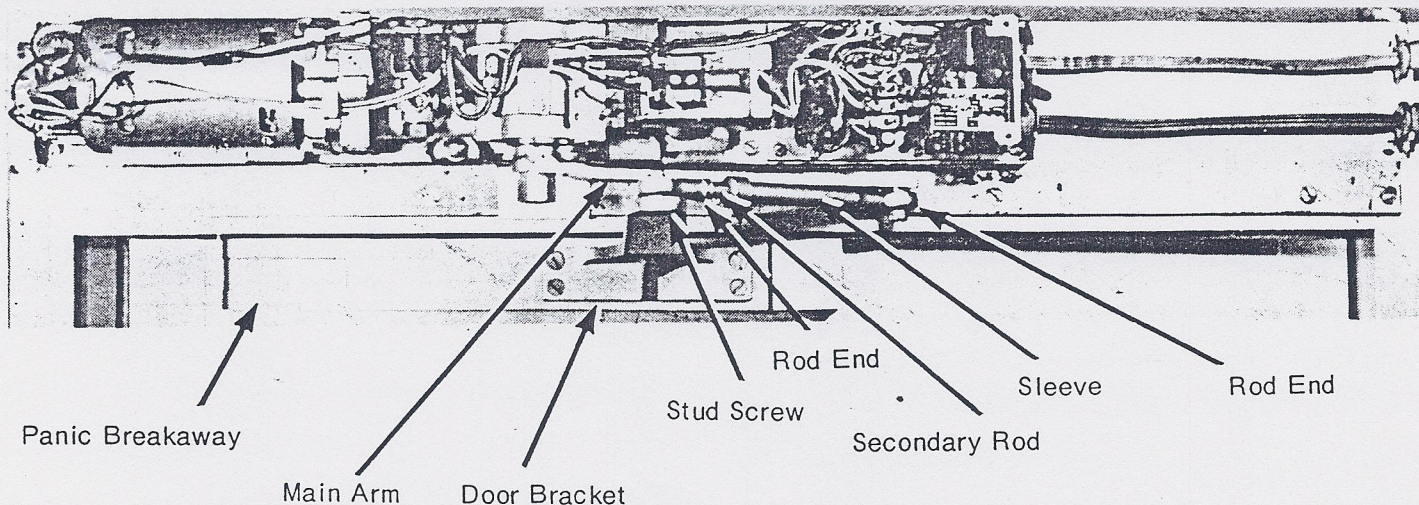 Rod End
Sleeve
Rod End
Stud Screw
Secondary Rod
Panic Breakaway
Main Arm
Door Bracket